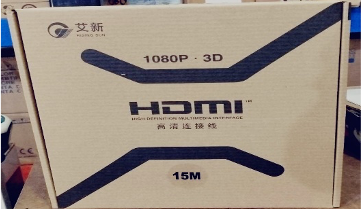 艾新
1080P · 3D
HDMI
HIGH-DEFINITION MULTIMEDIA INTERFACE
高清连接线
15M